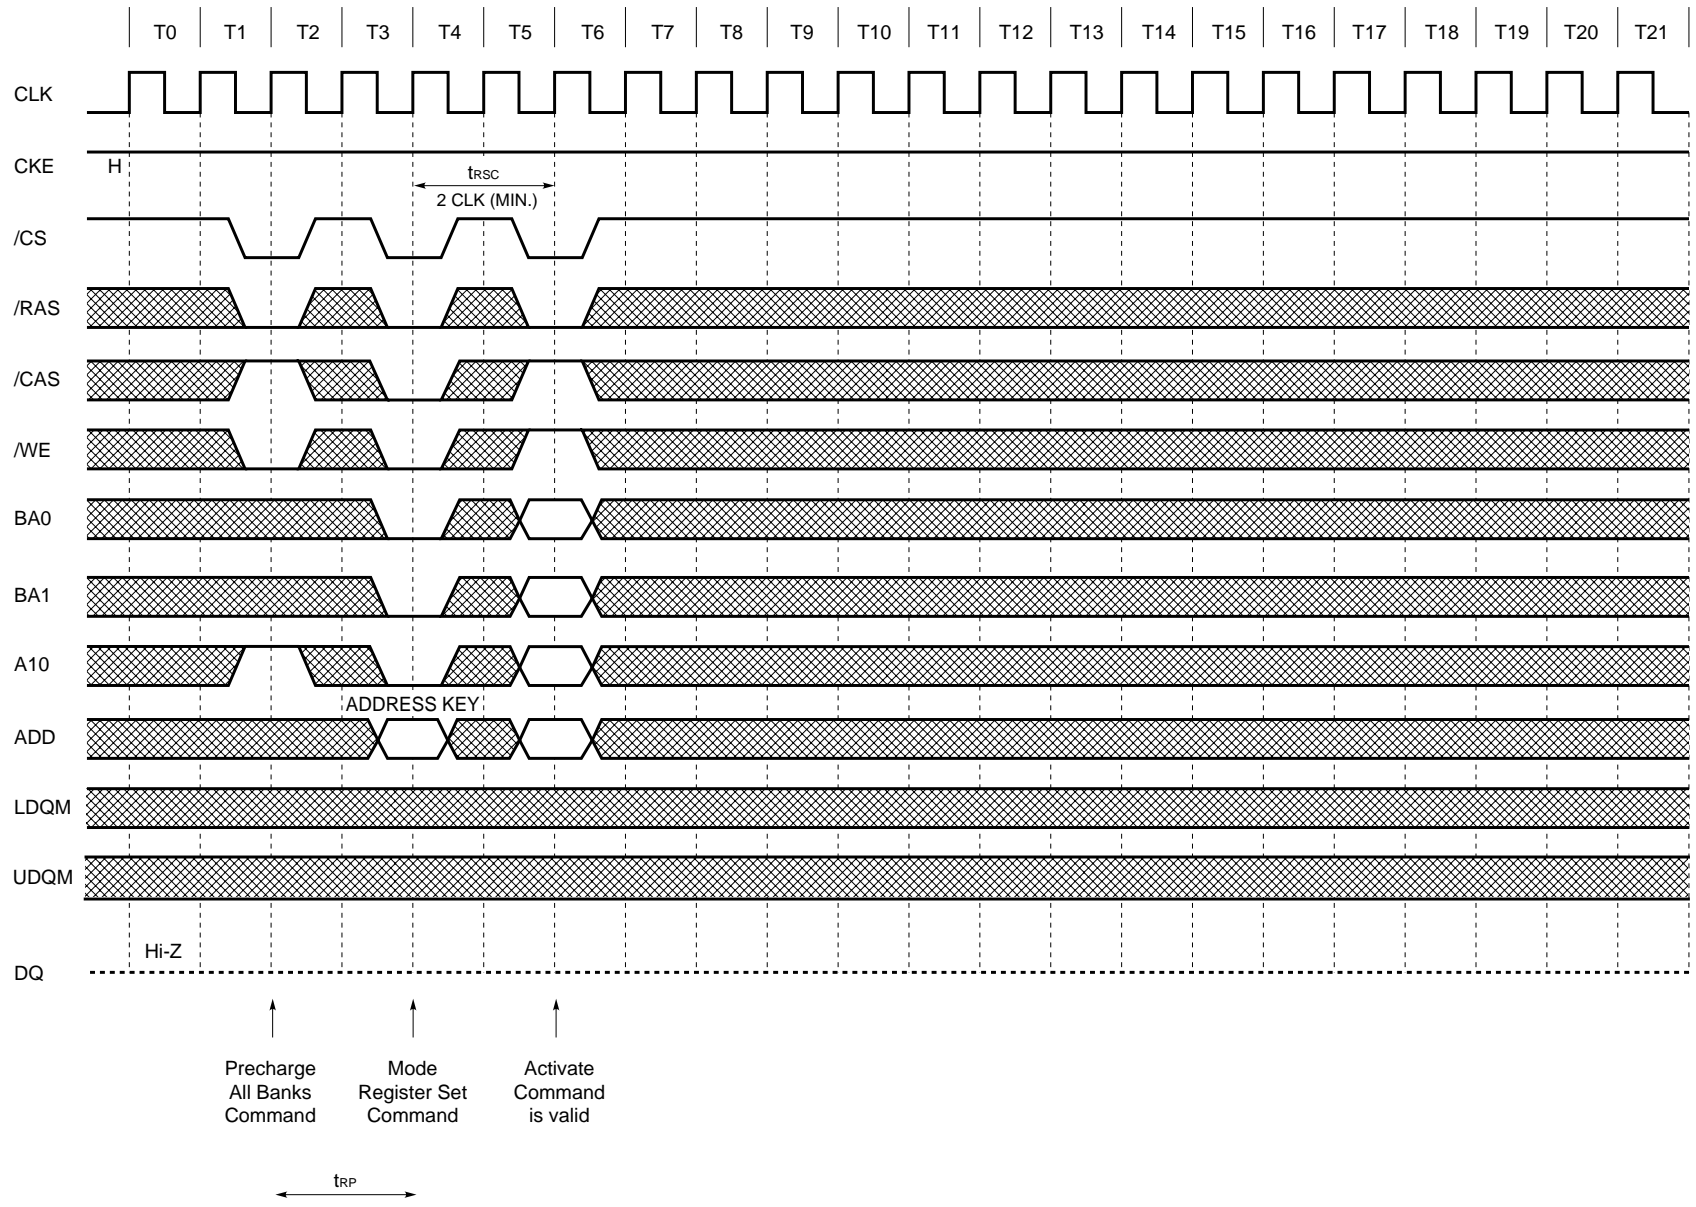 T0 T1 T2 T3 T4 T5 T6 T7 T8 T9 T10 T11 T12 T13 T14 T15 T16 T17 T18 T19 T20 T21
CLK
CKE H
tRSC
2 CLK (MIN.)
/CS
/RAS
/CAS
/WE
BA0
BA1
A10
ADDRESS KEY
ADD
LDQM
UDQM
Hi-Z
DQ
Precharge
All Banks
Command
Mode
Register Set
Command
Activate
Command
is valid
tRP